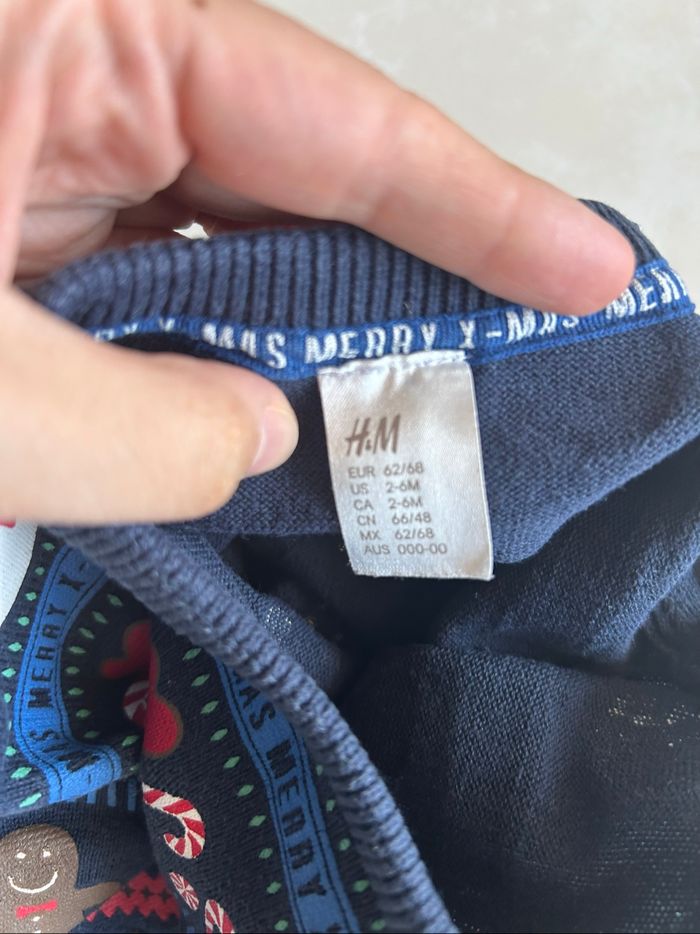 X-MAS MERRY X-MAS MERRY
H&M
EUR 62/68
US 2-6M
CA 2-6M
CN 66/48
MX 62/68
AUS 000-00
X-MAS MERRY X-
MAS MERRY